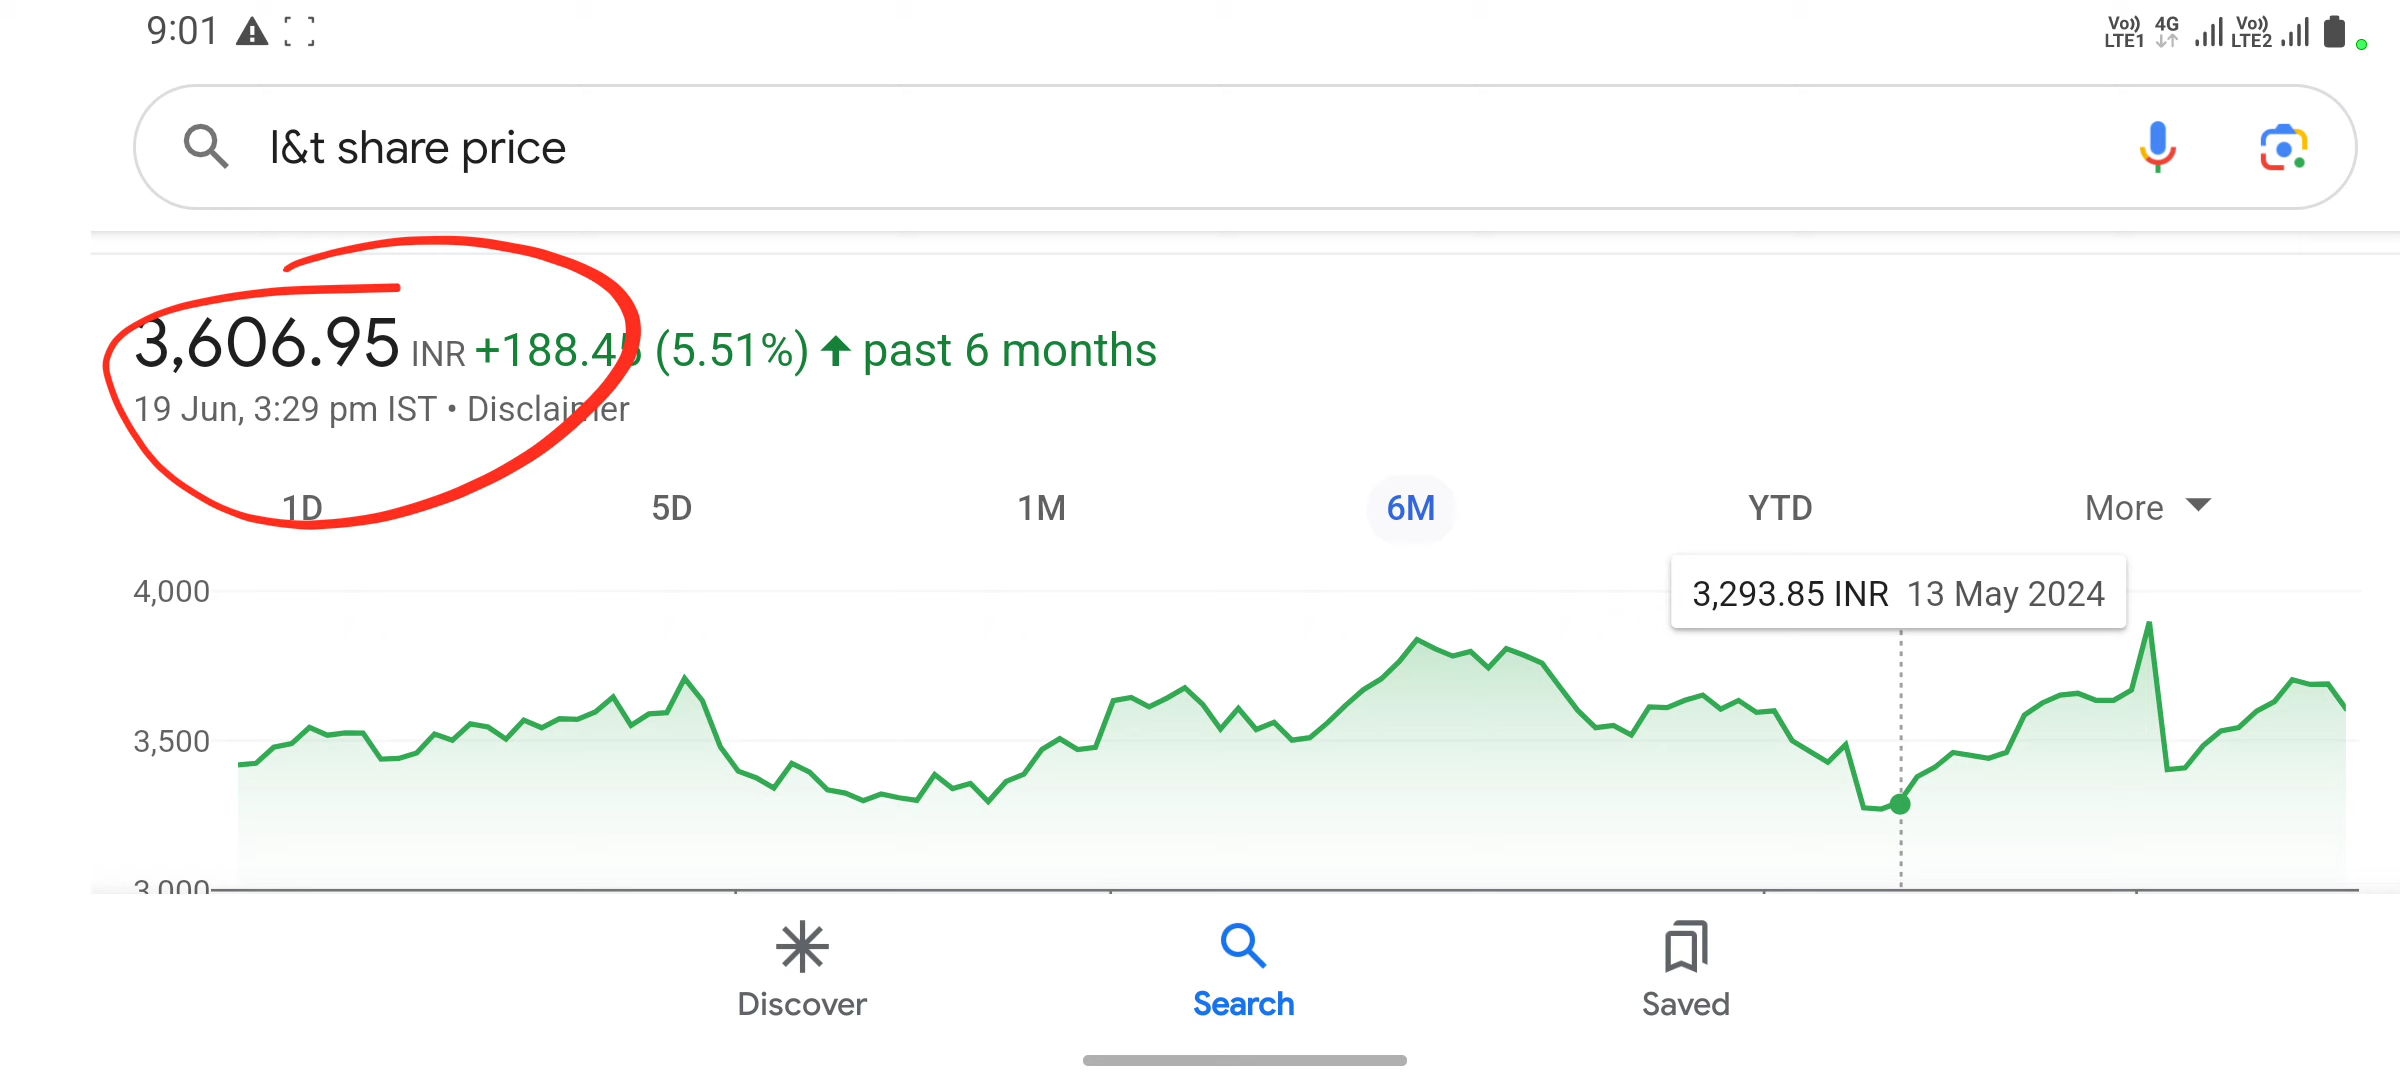 9:01 Vo)) LTE1 4G Vo)) LTE2
l&t share price
3,606.95 INR +188.45 (5.51%) past 6 months
19 Jun, 3:29 pm IST • Disclaimer
1D 5D 1M 6M YTD More
3,293.85 INR 13 May 2024
4,000
3,500
3,000
Discover Search Saved